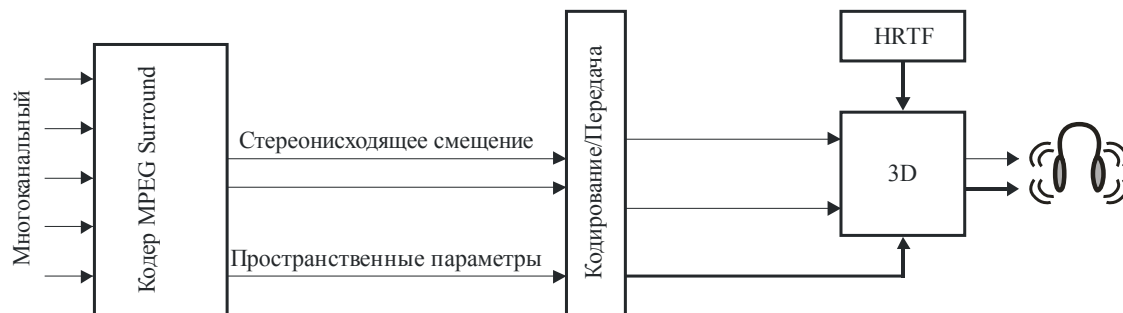 Многоканальный
Кодер MPEG Surround
Стереонисходящее смещение
Пространственные параметры
Кодирование/Передача
HRTF
3D